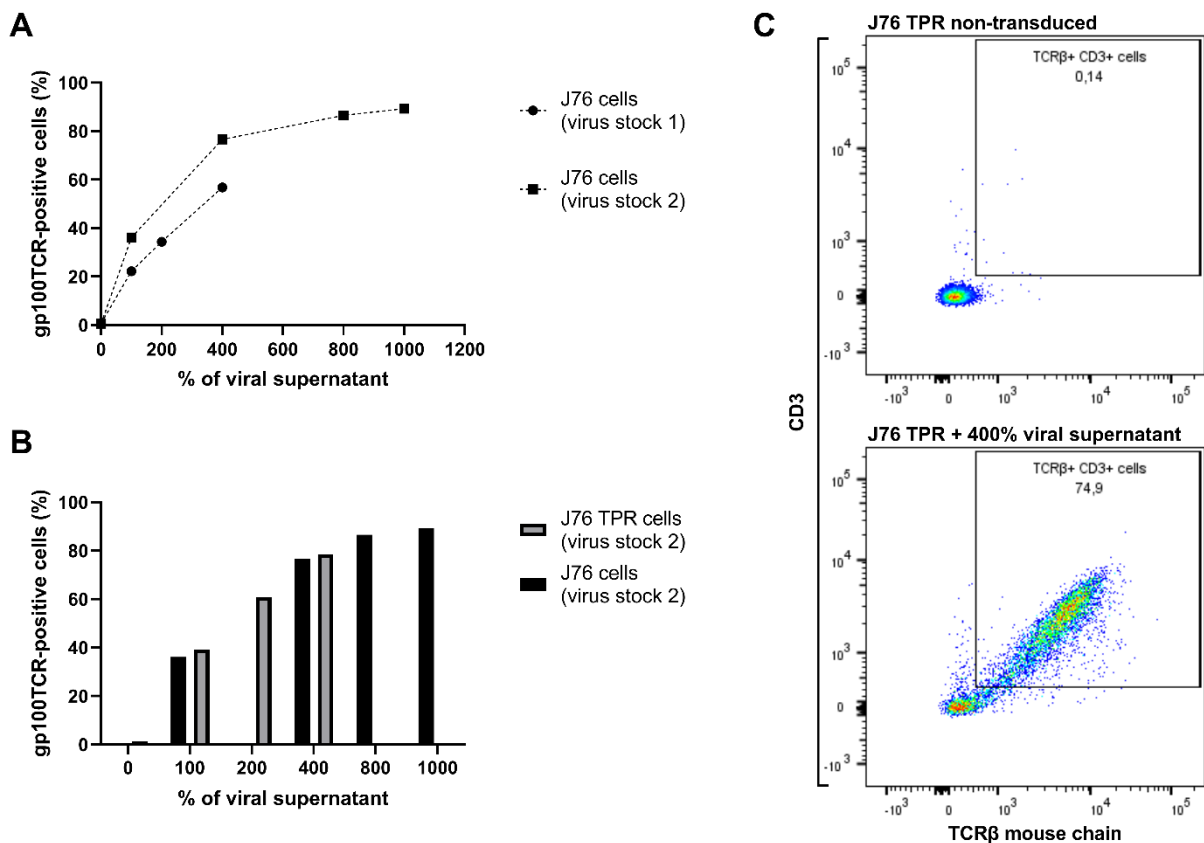 A
gp100TCR-positive cells (%)
100
80
60
40
20
0
0 200 400 600 800 1000 1200
% of viral supernatant
J76 cells
(virus stock 1)
J76 cells
(virus stock 2)
B
gp100TCR-positive cells (%)
100
80
60
40
20
0
0 100 200 400 800 1000
% of viral supernatant
J76 TPR cells
(virus stock 2)
J76 cells
(virus stock 2)
C
CD3
J76 TPR non-transduced
TCRβ+ CD3+ cells
0,14
10⁵
10⁴
10³
0
-10³
-10³ 0 10³ 10⁴ 10⁵
J76 TPR + 400% viral supernatant
TCRβ+ CD3+ cells
74,9
10⁵
10⁴
10³
0
-10³
-10³ 0 10³ 10⁴ 10⁵
TCRβ mouse chain